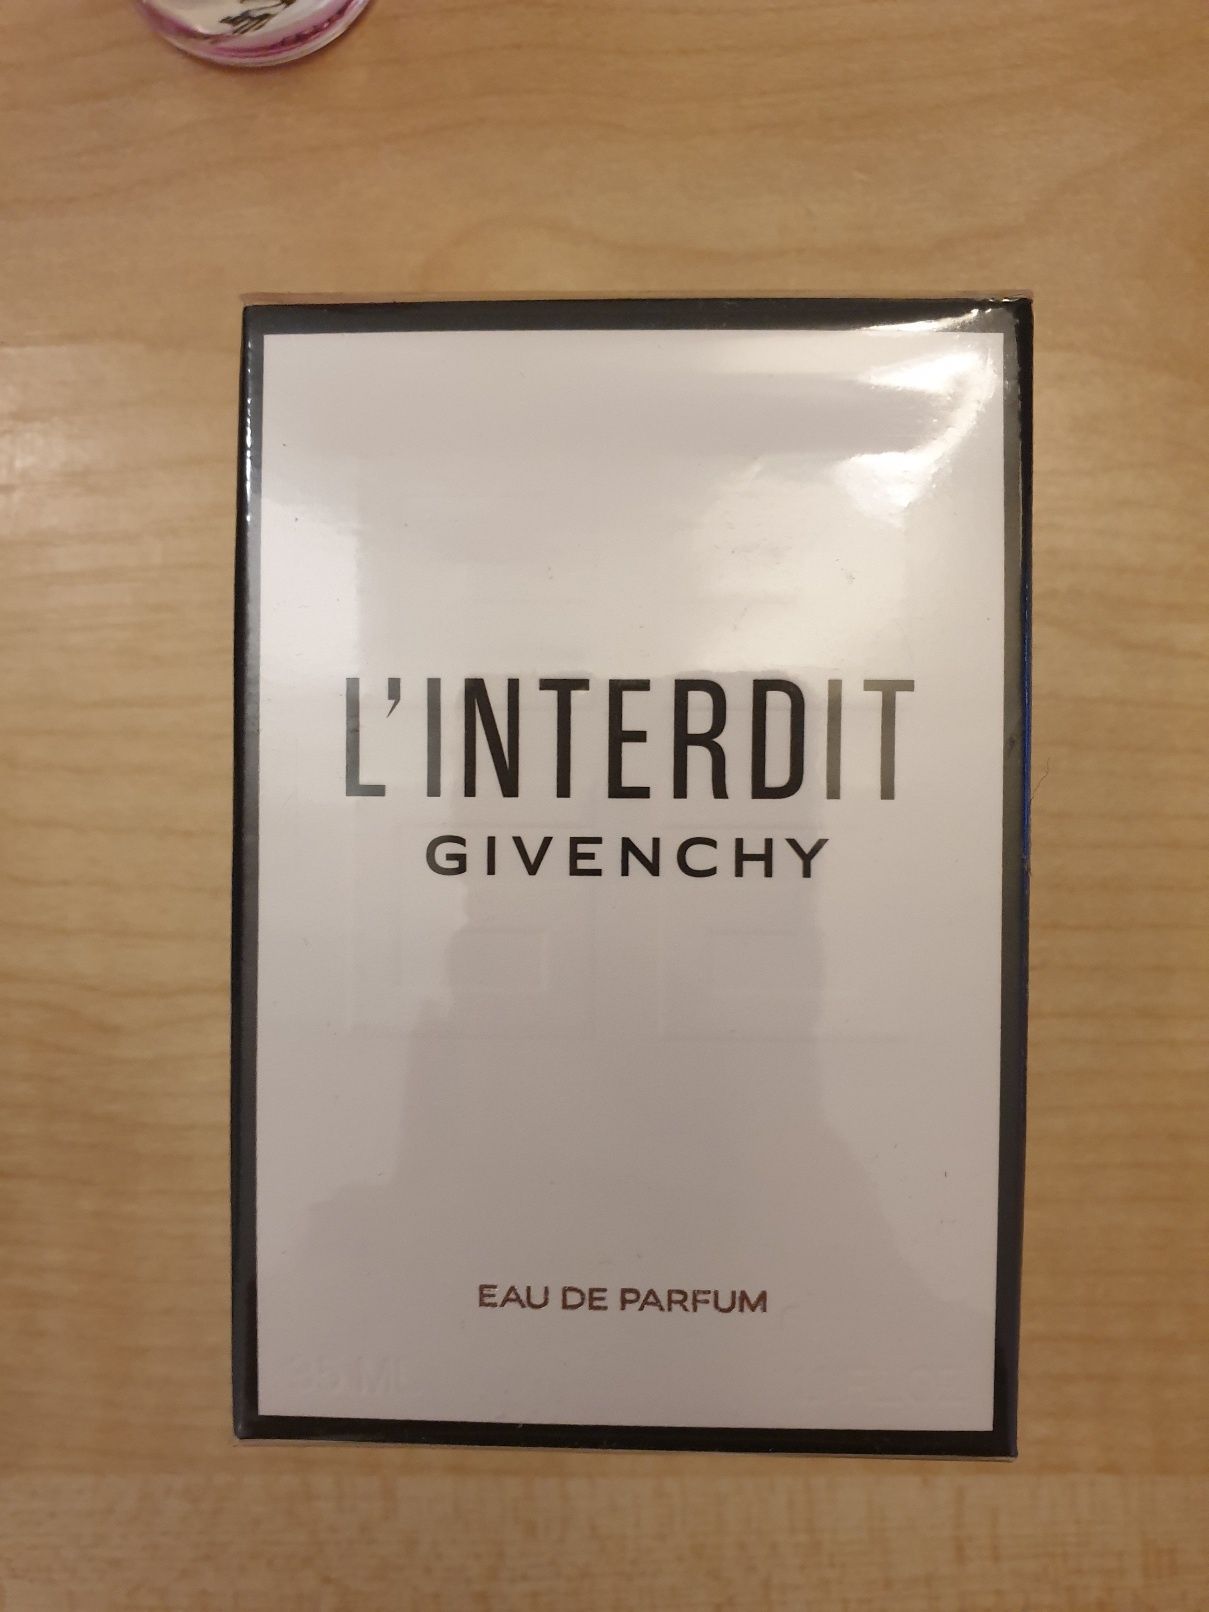 L'INTERDIT
GIVENCHY
EAU DE PARFUM